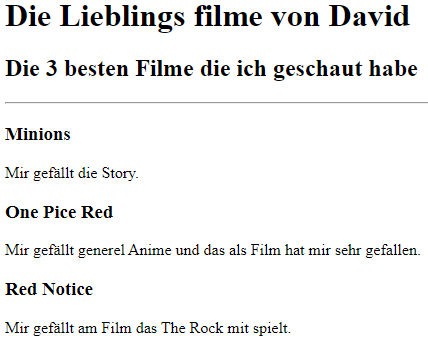 Die Lieblings filme von David
Die 3 besten Filme die ich geschaut habe
Minions
Mir gefällt die Story.
One Pice Red
Mir gefällt generel Anime und das als Film hat mir sehr gefallen.
Red Notice
Mir gefällt am Film das The Rock mit spielt.